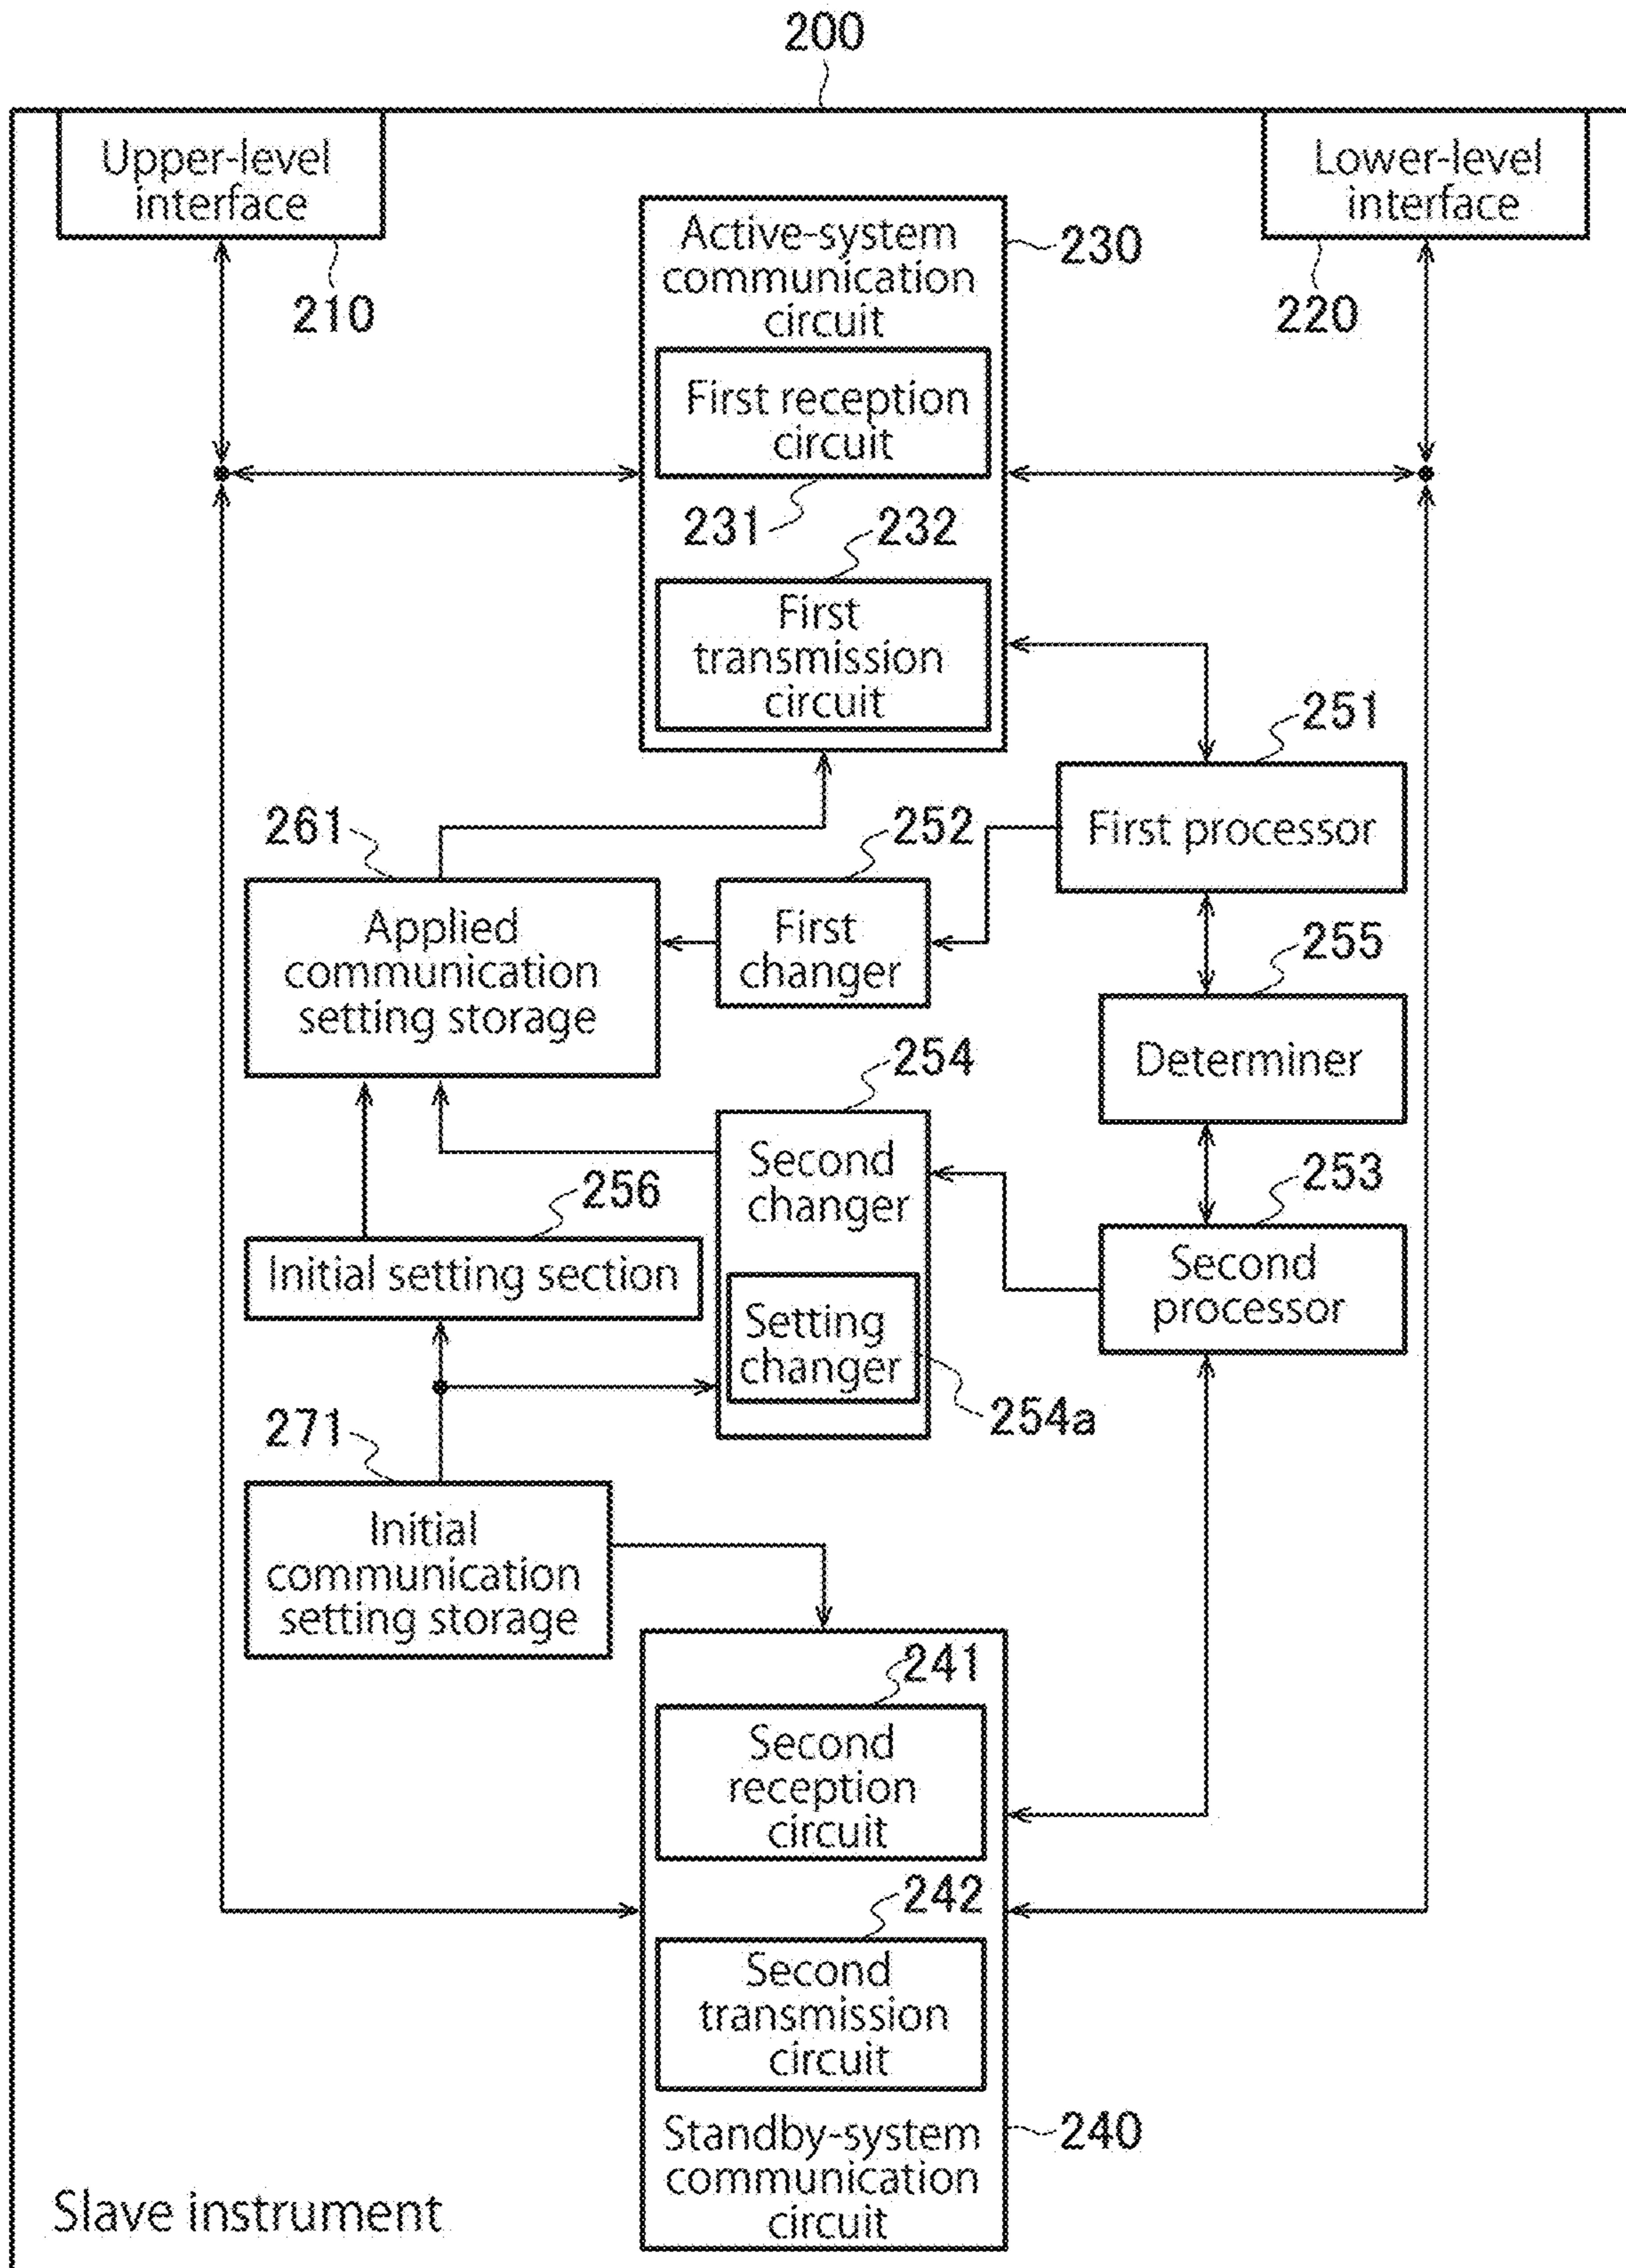 200
Upper-level
interface
210
Lower-level
interface
220
Active-system
communication
circuit
230
First reception
circuit
231
232
First
transmission
circuit
251
First processor
261
Applied
communication
setting storage
252
First
changer
255
Determiner
254
Second
changer
Setting
changer
254a
253
Second
processor
256
Initial setting section
271
Initial
communication
setting storage
241
Second
reception
circuit
242
Second
transmission
circuit
Standby-system
communication
circuit
240
Slave instrument